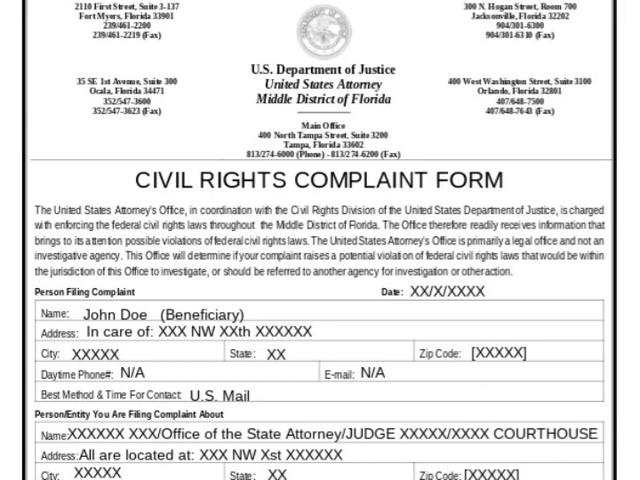 2110 First Street, Suite 3-137
Fort Myers, Florida 33901
239/461-2200
239/461-2219 (Fax)
300 N. Hogan Street, Room 700
Jacksonville, Florida 32202
904/301-6300
904/301-6310 (Fax)
35 SE 1st Avenue, Suite 300
Ocala, Florida 34471
352/547-3600
352/547-3623 (Fax)
U.S. Department of Justice
United States Attorney
Middle District of Florida
400 West Washington Street, Suite 3100
Orlando, Florida 32801
407/648-7500
407/648-7643 (Fax)
Main Office
400 North Tampa Street, Suite 3200
Tampa, Florida 33602
813/274-6000 (Phone) - 813/274-6200 (Fax)
CIVIL RIGHTS COMPLAINT FORM
The United States Attorney's Office, in coordination with the Civil Rights Division of the United States Department of Justice, is charged
with enforcing the federal civil rights laws throughout the Middle District of Florida. The Office therefore readily receives information that
brings to its attention possible violations of federal civil rights laws. The United States Attorney's Office is primarily a legal office and not an
investigative agency. This Office will determine if your complaint raises a potential violation of federal civil rights laws that would be within
the jurisdiction of this Office to investigate, or should be referred to another agency for investigation or other action.
Person Filing Complaint Date: XX/X/XXXX
Name: John Doe (Beneficiary)
Address: In care of: XXX NW XXth XXXXXX
City: XXXXX State: XX Zip Code: [XXXXX]
Daytime Phone#: N/A E-mail: N/A
Best Method & Time For Contact: U.S. Mail
Person/Entity You Are Filing Complaint About
Name: XXXXXX XXX/Office of the State Attorney/JUDGE XXXXX/XXXX COURTHOUSE
Address: All are located at: XXX NW Xst XXXXXX
City: XXXXX State: XX Zip Code: [XXXXX]